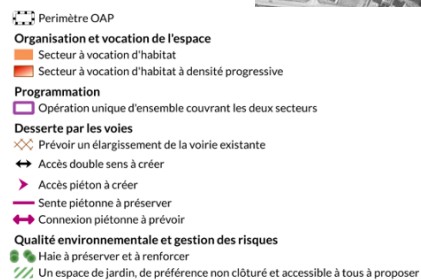 Perimètre OAP
Organisation et vocation de l'espace
Secteur à vocation d'habitat
Secteur à vocation d'habitat à densité progressive
Programmation
Opération unique d'ensemble couvrant les deux secteurs
Desserte par les voies
Prévoir un élargissement de la voirie existante
Accès double sens à créer
Accès piéton à créer
Sente piétonne à préserver
Connexion piétonne à prévoir
Qualité environnementale et gestion des risques
Haie à préserver et à renforcer
Un espace de jardin, de préférence non clôturé et accessible à tous à proposer